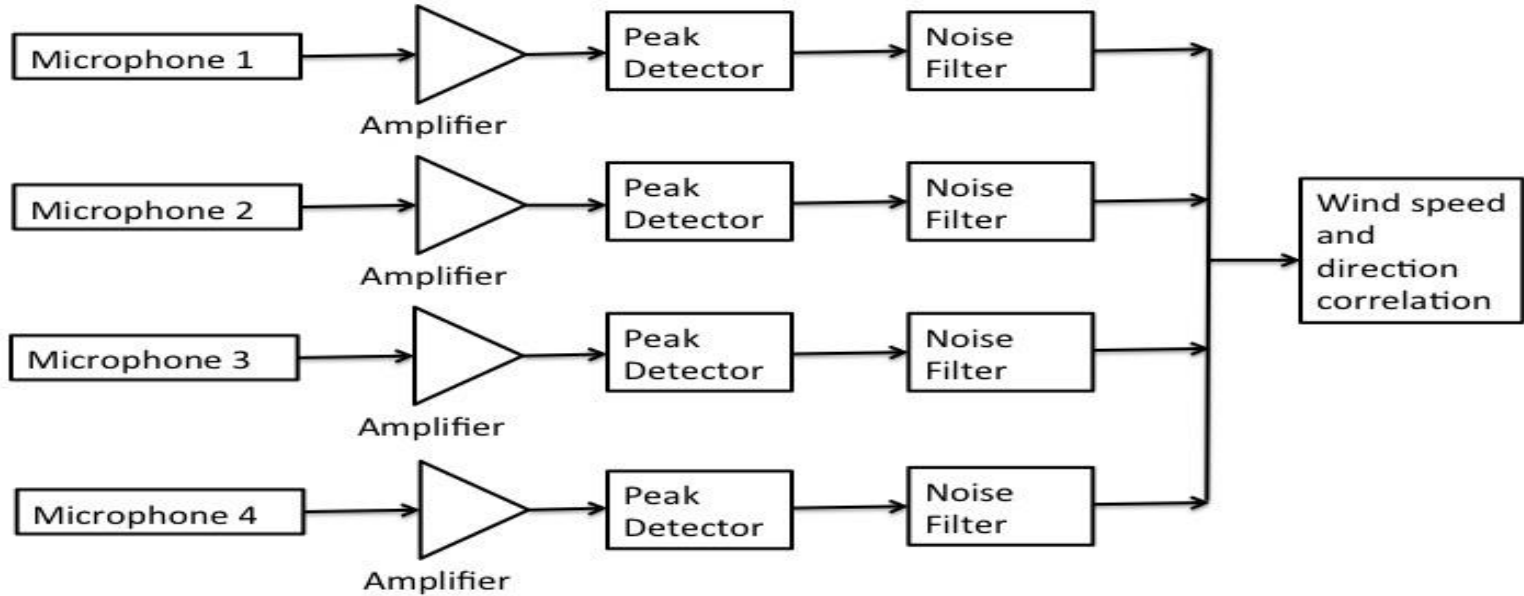 Microphone 1
Amplifier
Peak
Detector
Noise
Filter
Microphone 2
Amplifier
Peak
Detector
Noise
Filter
Microphone 3
Amplifier
Peak
Detector
Noise
Filter
Microphone 4
Amplifier
Peak
Detector
Noise
Filter
Wind speed
and
direction
correlation